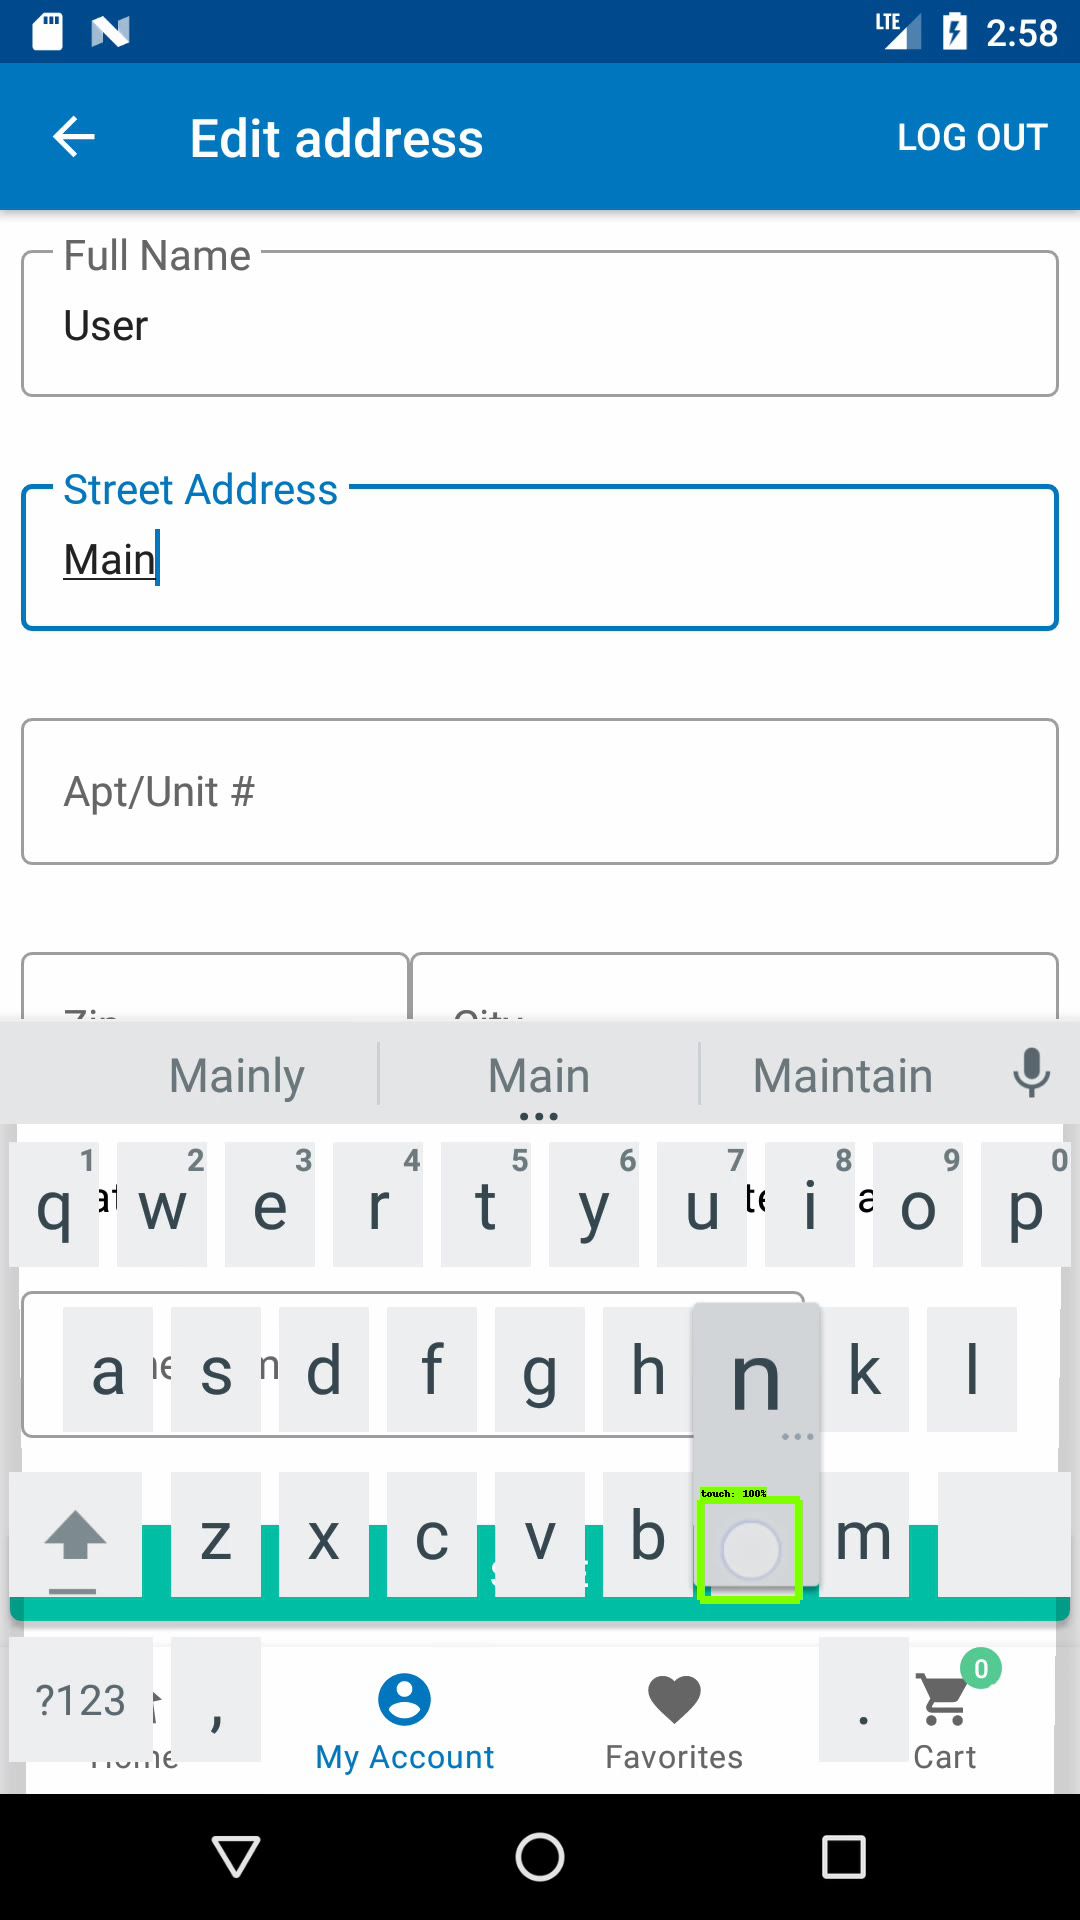 LTE 2:58
Edit address
LOG OUT
Full Name
User
Street Address
Main
Apt/Unit #
Zip
City
Mainly Main Maintain
q 1 w 2 e 3 r 4 t 5 y 6 u 7 i 8 o 9 p 0
a s d f g h n k l
touch: 100%
z x c v b m
?123 , .
0
Home My Account Favorites Cart